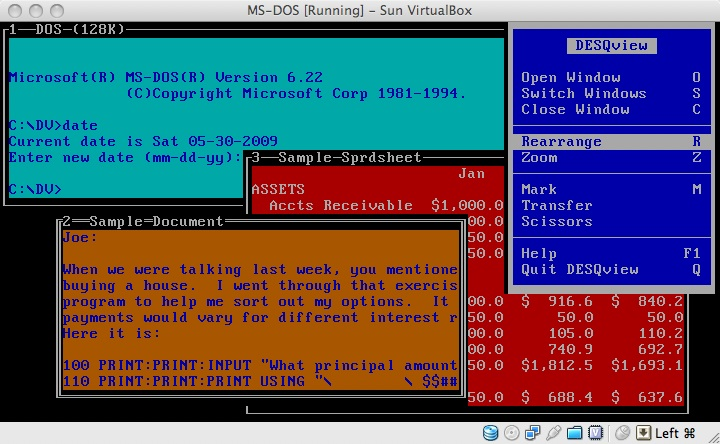 MS-DOS [Running] – Sun VirtualBox
1—DOS-(128K)
Microsoft(R) MS-DOS(R) Version 6.22
(C)Copyright Microsoft Corp 1981-1994.
C:\DV>date
Current date is Sat 05-30-2009
Enter new date (mm-dd-yy):
C:\DV>
3—Sample-Sprdsheet
Jan
ASSETS
Accts Receivable $1,000.0
00.0
50.0
50.0
00.0 $ 916.6 $ 840.2
50.0 50.0 50.0
00.0 105.0 110.2
00.0 740.9 692.7
50.0 $1,812.5 $1,693.1
50.0 $ 688.4 $ 637.6
2══Sample=Document
Joe:
When we were talking last week, you mentione
buying a house. I went through that exercis
program to help me sort out my options. It
payments would vary for different interest r
Here it is:
100 PRINT:PRINT:INPUT "What principal amount
110 PRINT:PRINT:PRINT USING "\ \ $$##
DESQview
Open Window O
Switch Windows S
Close Window C
Rearrange R
Zoom Z
Mark M
Transfer
Scissors
Help F1
Quit DESQview Q
Left ⌘